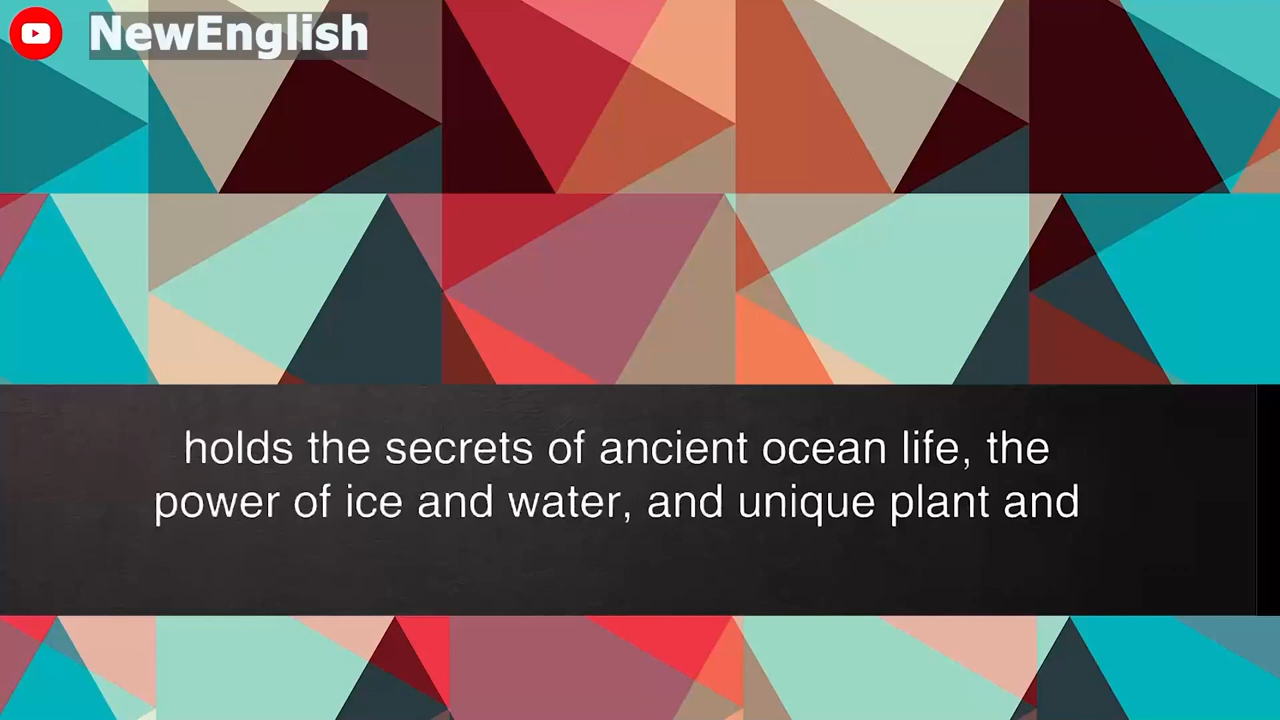 NewEnglish
holds the secrets of ancient ocean life, the
power of ice and water, and unique plant and